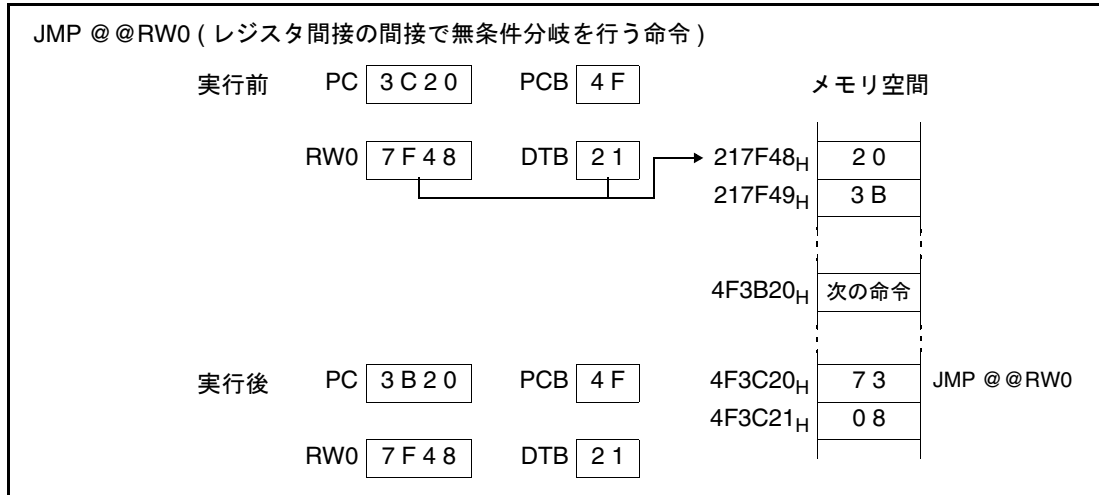 JMP @@RW0 ( レジスタ間接の間接で無条件分岐を行う命令 )
実行前 PC 3C20 PCB 4F メモリ空間
RW0 7F48 DTB 21 217F48H 20
217F49H 3B
4F3B20H 次の命令
実行後 PC 3B20 PCB 4F 4F3C20H 73 JMP @@RW0
4F3C21H 08
RW0 7F48 DTB 21